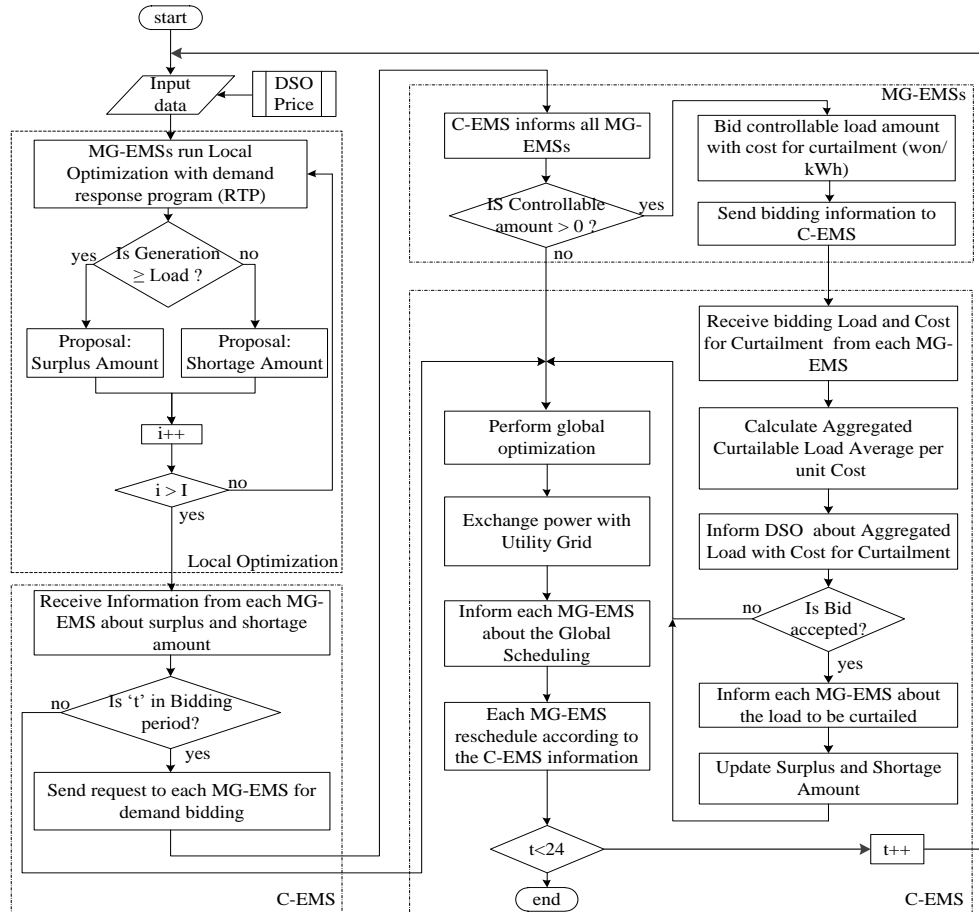 start
Input
data
DSO
Price
MG-EMSs run Local
Optimization with demand
response program (RTP)
yes
Is Generation
≥ Load ?
no
Proposal:
Surplus Amount
Proposal:
Shortage Amount
i++
i > I
no
yes
Local Optimization
Receive Information from each MG-
EMS about surplus and shortage
amount
no
Is ‘t’ in Bidding
period?
yes
Send request to each MG-EMS for
demand bidding
C-EMS
MG-EMSs
C-EMS informs all MG-
EMSs
IS Controllable
amount > 0 ?
yes
no
Bid controllable load amount
with cost for curtailment (won/
kWh)
Send bidding information to
C-EMS
Perform global
optimization
Exchange power with
Utility Grid
Inform each MG-EMS
about the Global
Scheduling
Each MG-EMS
reschedule according to
the C-EMS information
t<24
end
Receive bidding Load and Cost
for Curtailment from each MG-
EMS
Calculate Aggregated
Curtailable Load Average per
unit Cost
Inform DSO about Aggregated
Load with Cost for Curtailment
no
Is Bid
accepted?
yes
Inform each MG-EMS about
the load to be curtailed
Update Surplus and Shortage
Amount
t++
C-EMS